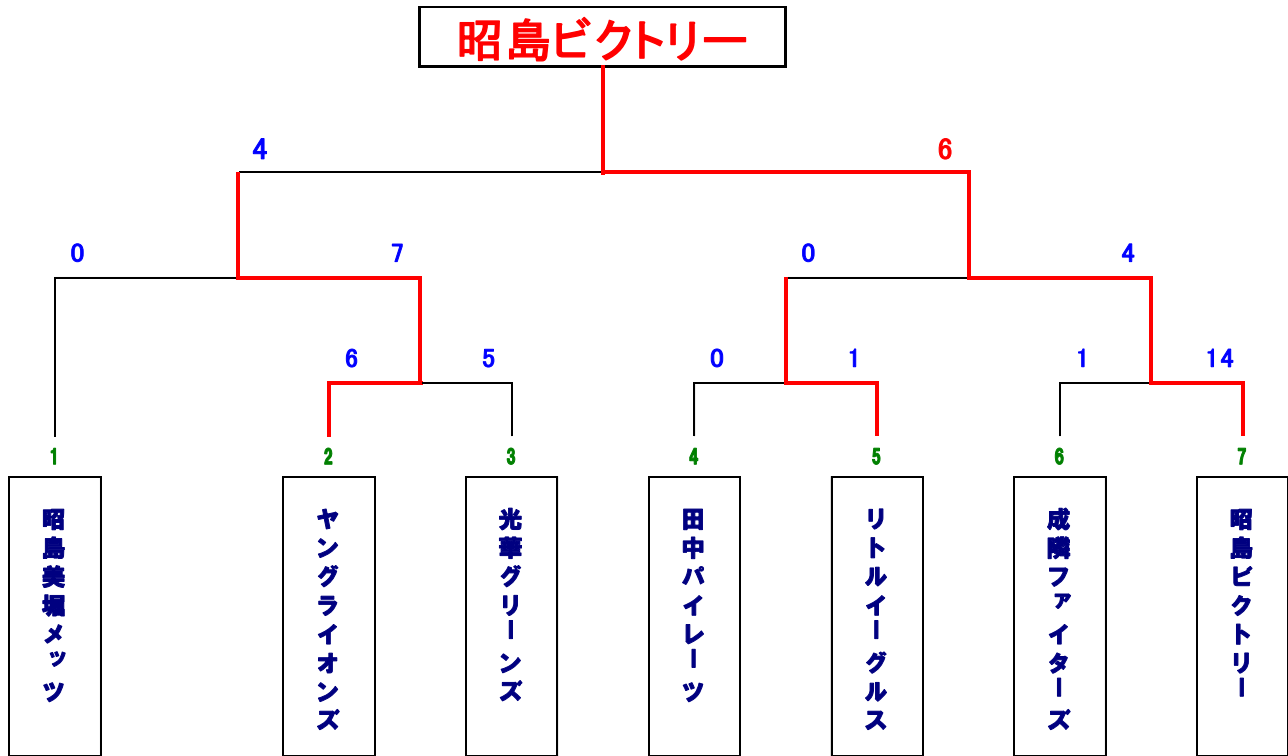 昭島ビクトリー
4 6
0 7 0 4
6 5 0 1 1 14
1 2 3 4 5 6 7
昭島美堀メッツ
ヤングライオンズ
光華グリーンズ
田中パイレーツ
リトルイーグルス
成隣ファイターズ
昭島ビクトリー